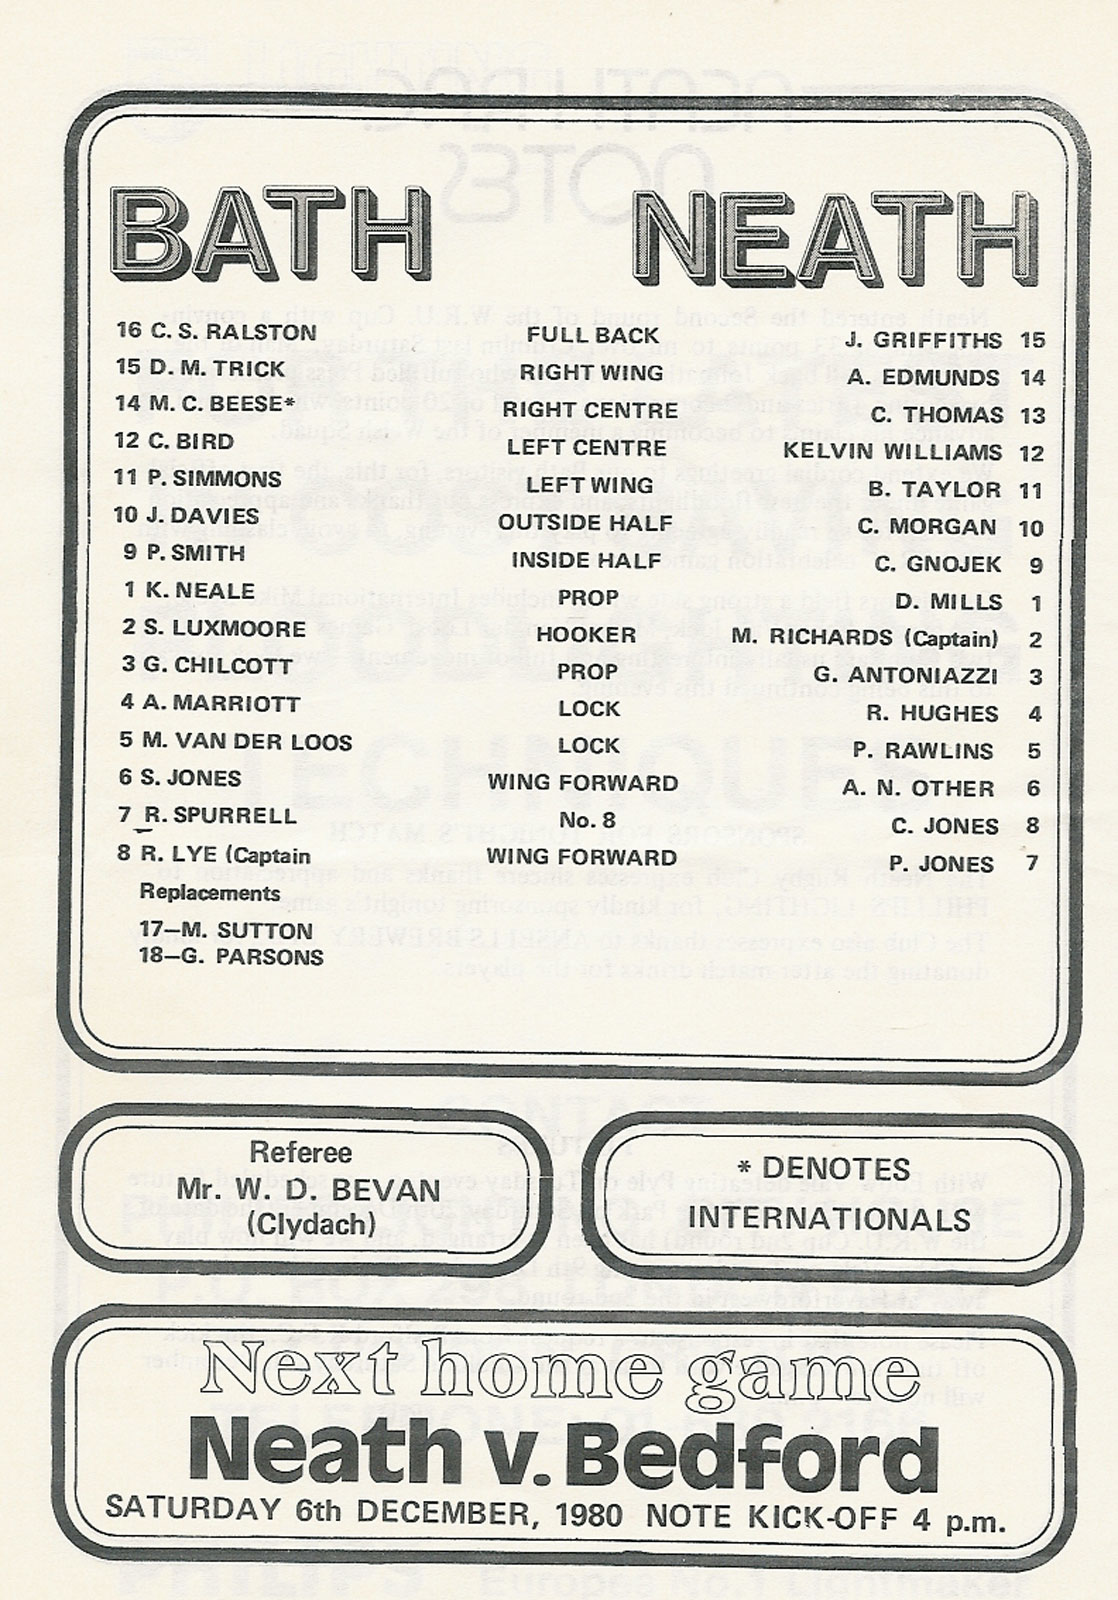 BATH NEATH
16 C. S. RALSTON FULL BACK J. GRIFFITHS 15
15 D. M. TRICK RIGHT WING A. EDMUNDS 14
14 M. C. BEESE* RIGHT CENTRE C. THOMAS 13
12 C. BIRD LEFT CENTRE KELVIN WILLIAMS 12
11 P. SIMMONS LEFT WING B. TAYLOR 11
10 J. DAVIES OUTSIDE HALF C. MORGAN 10
9 P. SMITH INSIDE HALF C. GNOJEK 9
1 K. NEALE PROP D. MILLS 1
2 S. LUXMOORE HOOKER M. RICHARDS (Captain) 2
3 G. CHILCOTT PROP G. ANTONIAZZI 3
4 A. MARRIOTT LOCK R. HUGHES 4
5 M. VAN DER LOOS LOCK P. RAWLINS 5
6 S. JONES WING FORWARD A. N. OTHER 6
7 R. SPURRELL No. 8 C. JONES 8
8 R. LYE (Captain WING FORWARD P. JONES 7
Replacements
17—M. SUTTON
18—G. PARSONS
Referee
Mr. W. D. BEVAN
(Clydach)
* DENOTES
INTERNATIONALS
Next home game
Neath v. Bedford
SATURDAY 6th DECEMBER, 1980 NOTE KICK-OFF 4 p.m.